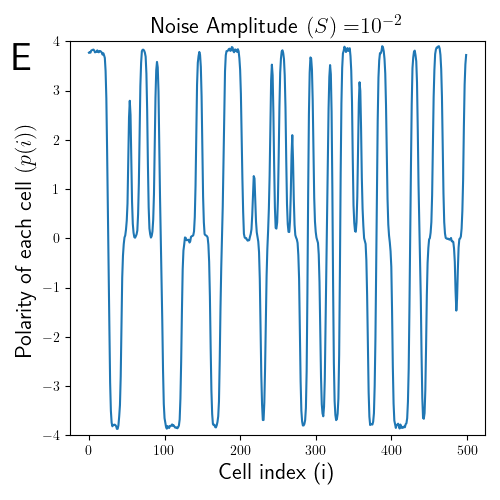 E
Noise Amplitude (S) =10⁻²
Polarity of each cell (p(i))
4
3
2
1
0
−1
−2
−3
−4
0 100 200 300 400 500
Cell index (i)